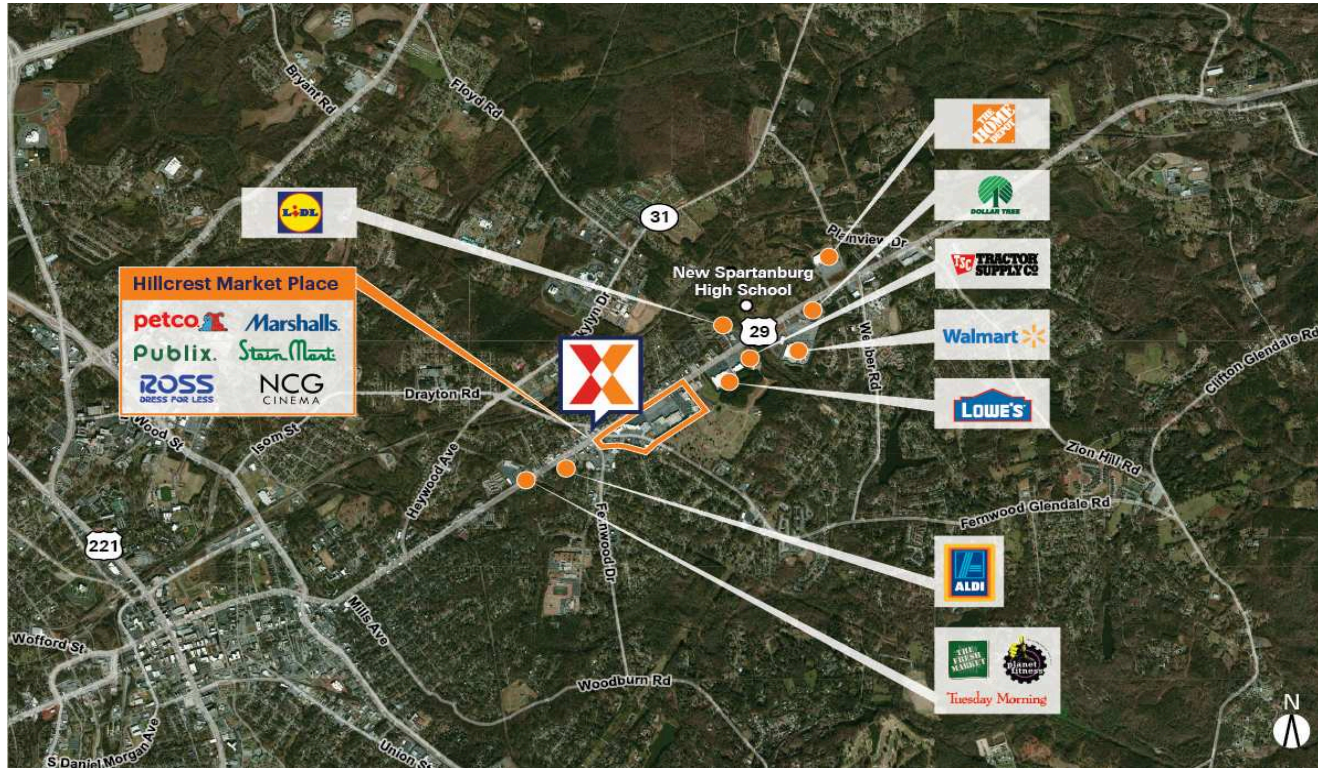 Bryant Rd
Floyd Rd
THE
HOME
DEPOT
LIDL
DOLLAR TREE
31
Plainview Dr
New Spartanburg
High School
TSC TRACTOR
SUPPLY CO
Hillcrest Market Place
petco
Marshalls.
Publix.
Stein Mart
ROSS
DRESS FOR LESS
NCG
CINEMA
29
Walmart
Webber Rd
Clifton Glendale Rd
Drayton Rd
LOWE'S
Isom St
Heywood Ave
Zion Hill Rd
Fernwood Glendale Rd
221
Fernwood Dr
ALDI
Mills Ave
Wofford St
THE
FRESH
MARKET
planet
fitness
Tuesday Morning
Woodburn Rd
S Daniel Morgan Ave
Union St
N